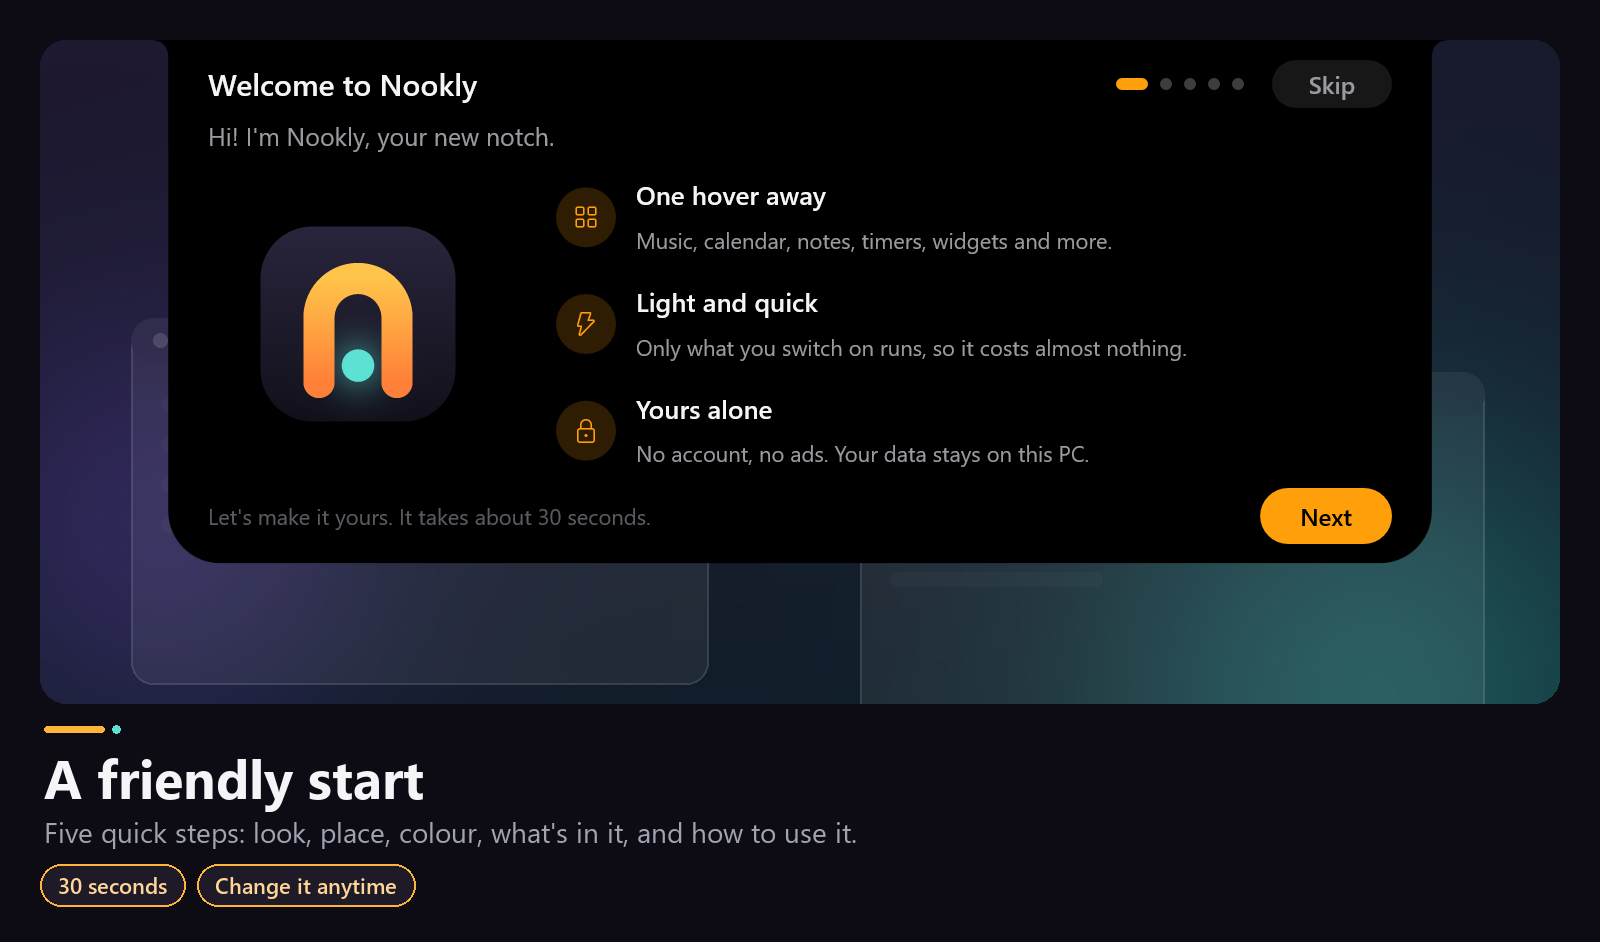 Welcome to Nookly
Skip
Hi! I'm Nookly, your new notch.
One hover away
Music, calendar, notes, timers, widgets and more.
Light and quick
Only what you switch on runs, so it costs almost nothing.
Yours alone
No account, no ads. Your data stays on this PC.
Let's make it yours. It takes about 30 seconds.
Next
A friendly start
Five quick steps: look, place, colour, what's in it, and how to use it.
30 seconds
Change it anytime